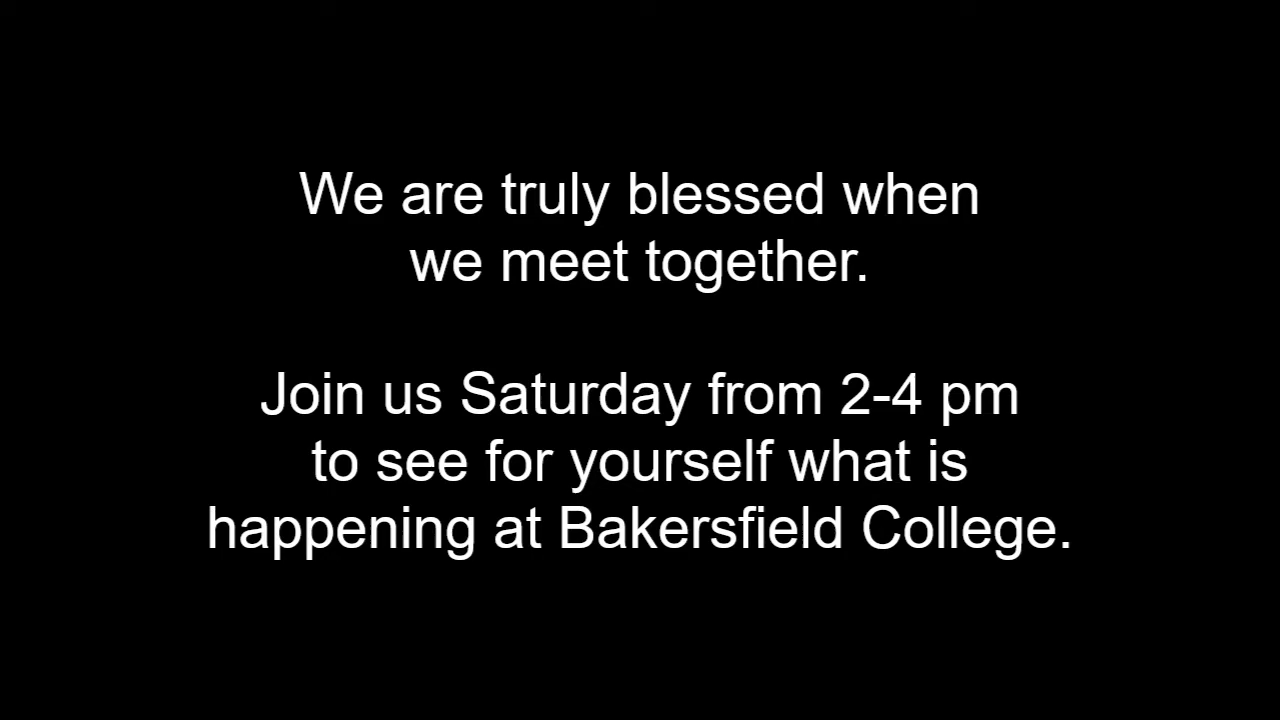 We are truly blessed when
we meet together.
Join us Saturday from 2-4 pm
to see for yourself what is
happening at Bakersfield College.